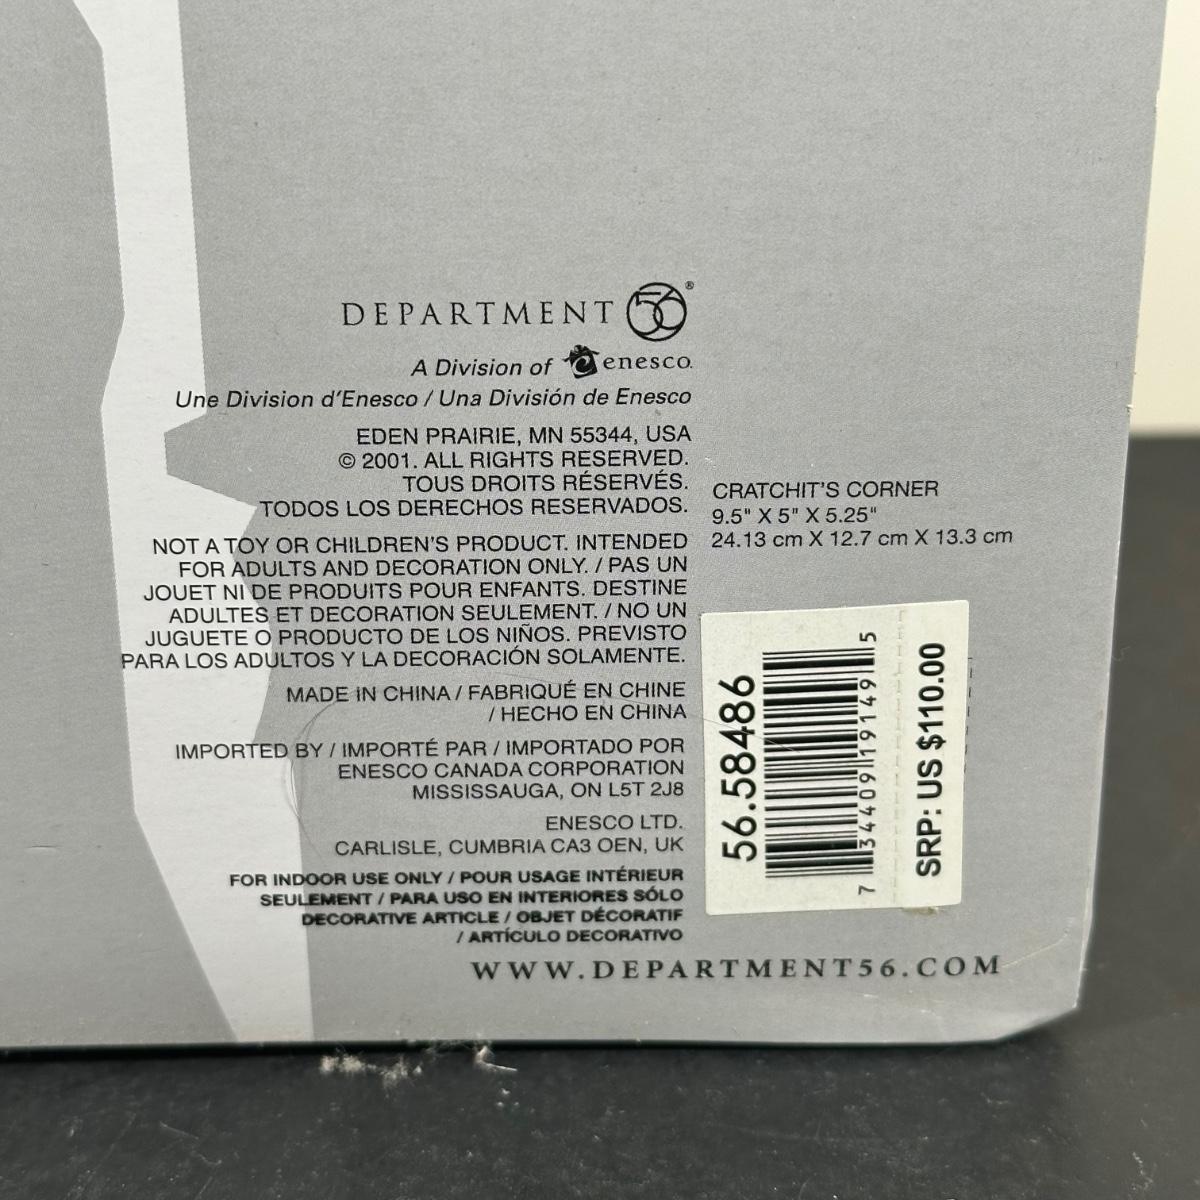 DEPARTMENT 56®
A Division of enesco.
Une Division d'Enesco / Una División de Enesco
EDEN PRAIRIE, MN 55344, USA
© 2001. ALL RIGHTS RESERVED.
TOUS DROITS RÉSERVÉS.
TODOS LOS DERECHOS RESERVADOS.
NOT A TOY OR CHILDREN'S PRODUCT. INTENDED
FOR ADULTS AND DECORATION ONLY. / PAS UN
JOUET NI DE PRODUITS POUR ENFANTS. DESTINE
ADULTES ET DECORATION SEULEMENT. / NO UN
JUGUETE O PRODUCTO DE LOS NIÑOS. PREVISTO
PARA LOS ADULTOS Y LA DECORACIÓN SOLAMENTE.
MADE IN CHINA / FABRIQUÉ EN CHINE
/ HECHO EN CHINA
IMPORTED BY / IMPORTÉ PAR / IMPORTADO POR
ENESCO CANADA CORPORATION
MISSISSAUGA, ON L5T 2J8
ENESCO LTD.
CARLISLE, CUMBRIA CA3 OEN, UK
FOR INDOOR USE ONLY / POUR USAGE INTÉRIEUR
SEULEMENT / PARA USO EN INTERIORES SÓLO
DECORATIVE ARTICLE / OBJET DÉCORATIF
/ ARTÍCULO DECORATIVO
CRATCHIT'S CORNER
9.5" X 5" X 5.25"
24.13 cm X 12.7 cm X 13.3 cm
56.58486
7 34409 19149 5
SRP: US $110.00
WWW.DEPARTMENT56.COM